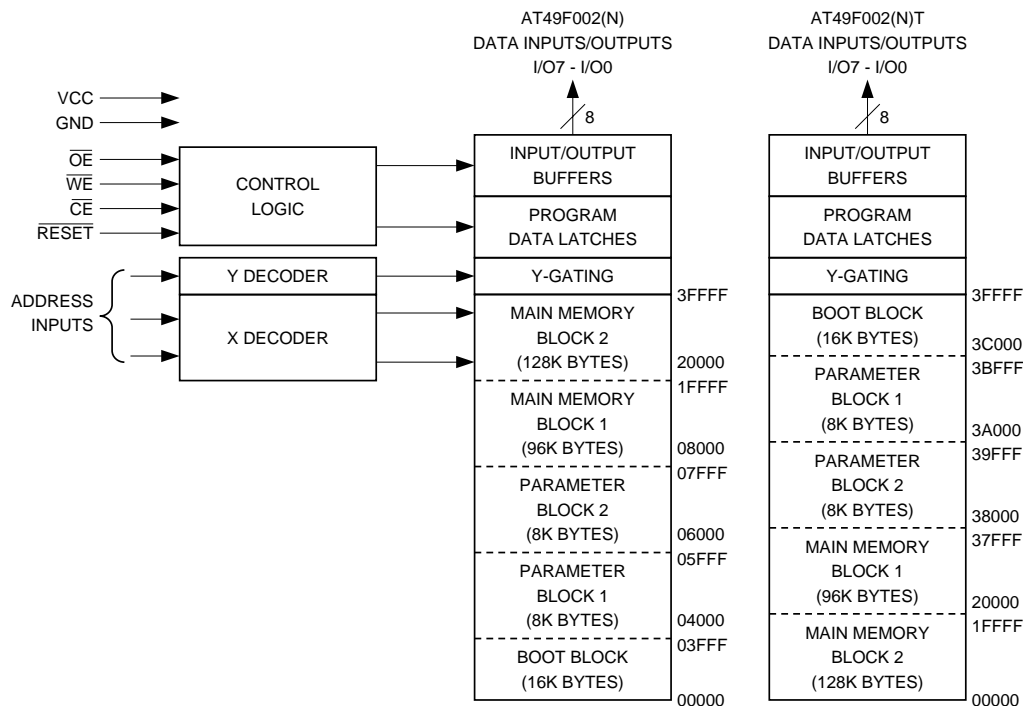 AT49F002(N)
DATA INPUTS/OUTPUTS
I/O7 - I/O0
AT49F002(N)T
DATA INPUTS/OUTPUTS
I/O7 - I/O0
8
8
VCC
GND
OE
WE
CE
RESET
ADDRESS
INPUTS
CONTROL
LOGIC
Y DECODER
X DECODER
INPUT/OUTPUT
BUFFERS
PROGRAM
DATA LATCHES
Y-GATING
3FFFF
MAIN MEMORY
BLOCK 2
(128K BYTES)
20000
1FFFF
MAIN MEMORY
BLOCK 1
(96K BYTES)
08000
07FFF
PARAMETER
BLOCK 2
(8K BYTES)
06000
05FFF
PARAMETER
BLOCK 1
(8K BYTES)
04000
03FFF
BOOT BLOCK
(16K BYTES)
00000
INPUT/OUTPUT
BUFFERS
PROGRAM
DATA LATCHES
Y-GATING
3FFFF
BOOT BLOCK
(16K BYTES)
3C000
3BFFF
PARAMETER
BLOCK 1
(8K BYTES)
3A000
39FFF
PARAMETER
BLOCK 2
(8K BYTES)
38000
37FFF
MAIN MEMORY
BLOCK 1
(96K BYTES)
20000
1FFFF
MAIN MEMORY
BLOCK 2
(128K BYTES)
00000